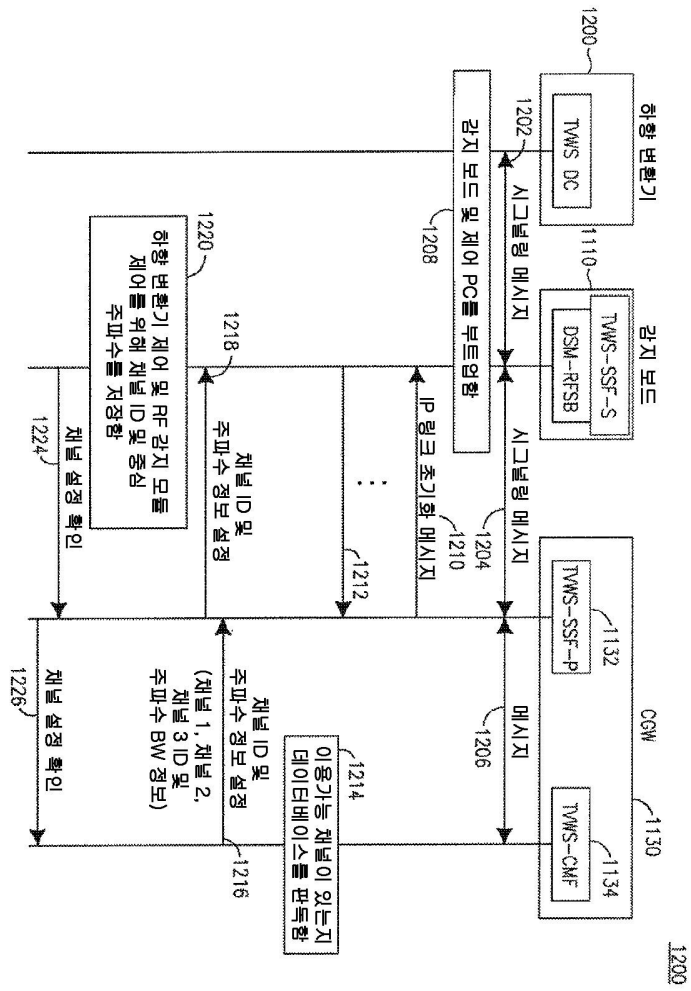 1200
1200
하향 변환기
TVWS DC
1110
감지 보드
TVWS-SSF-S
DSM-RFSB
CGW
1130
1132
TVWS-SSF-P
1134
TVWS-CMF
1202
시그널링 메시지
시그널링 메시지
1204
메시지
1206
감지 보드 및 제어 PC를 부트업함
1208
IP 링크 초기화 메시지
1210
...
1212
1214
이용가능 채널이 있는지
데이터베이스를 판독함
채널 ID 및
주파수 정보 설정
(채널 1, 채널 2,
채널 3 ID 및
주파수 BW 정보)
1216
채널 ID 및
주파수 정보 설정
1218
1220
하향 변환기 제어 및 RF 감지 모듈
제어를 위해 채널 ID 및 중심
주파수를 저장함
채널 설정 확인
1224
채널 설정 확인
1226